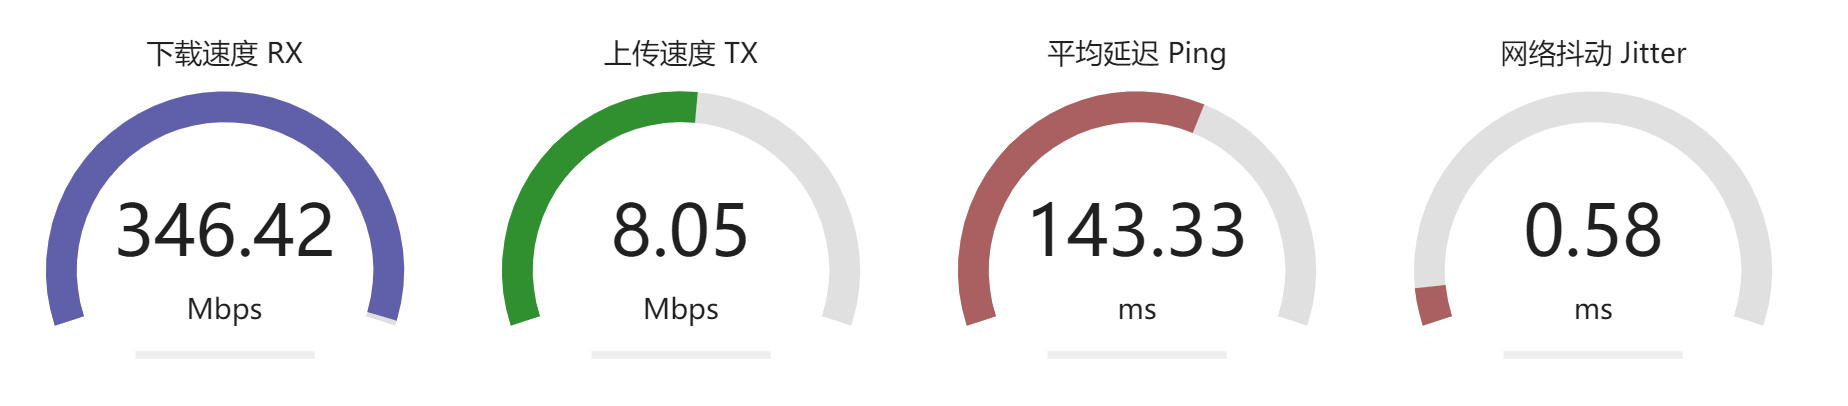 下载速度 RX
346.42
Mbps
上传速度 TX
8.05
Mbps
平均延迟 Ping
143.33
ms
网络抖动 Jitter
0.58
ms